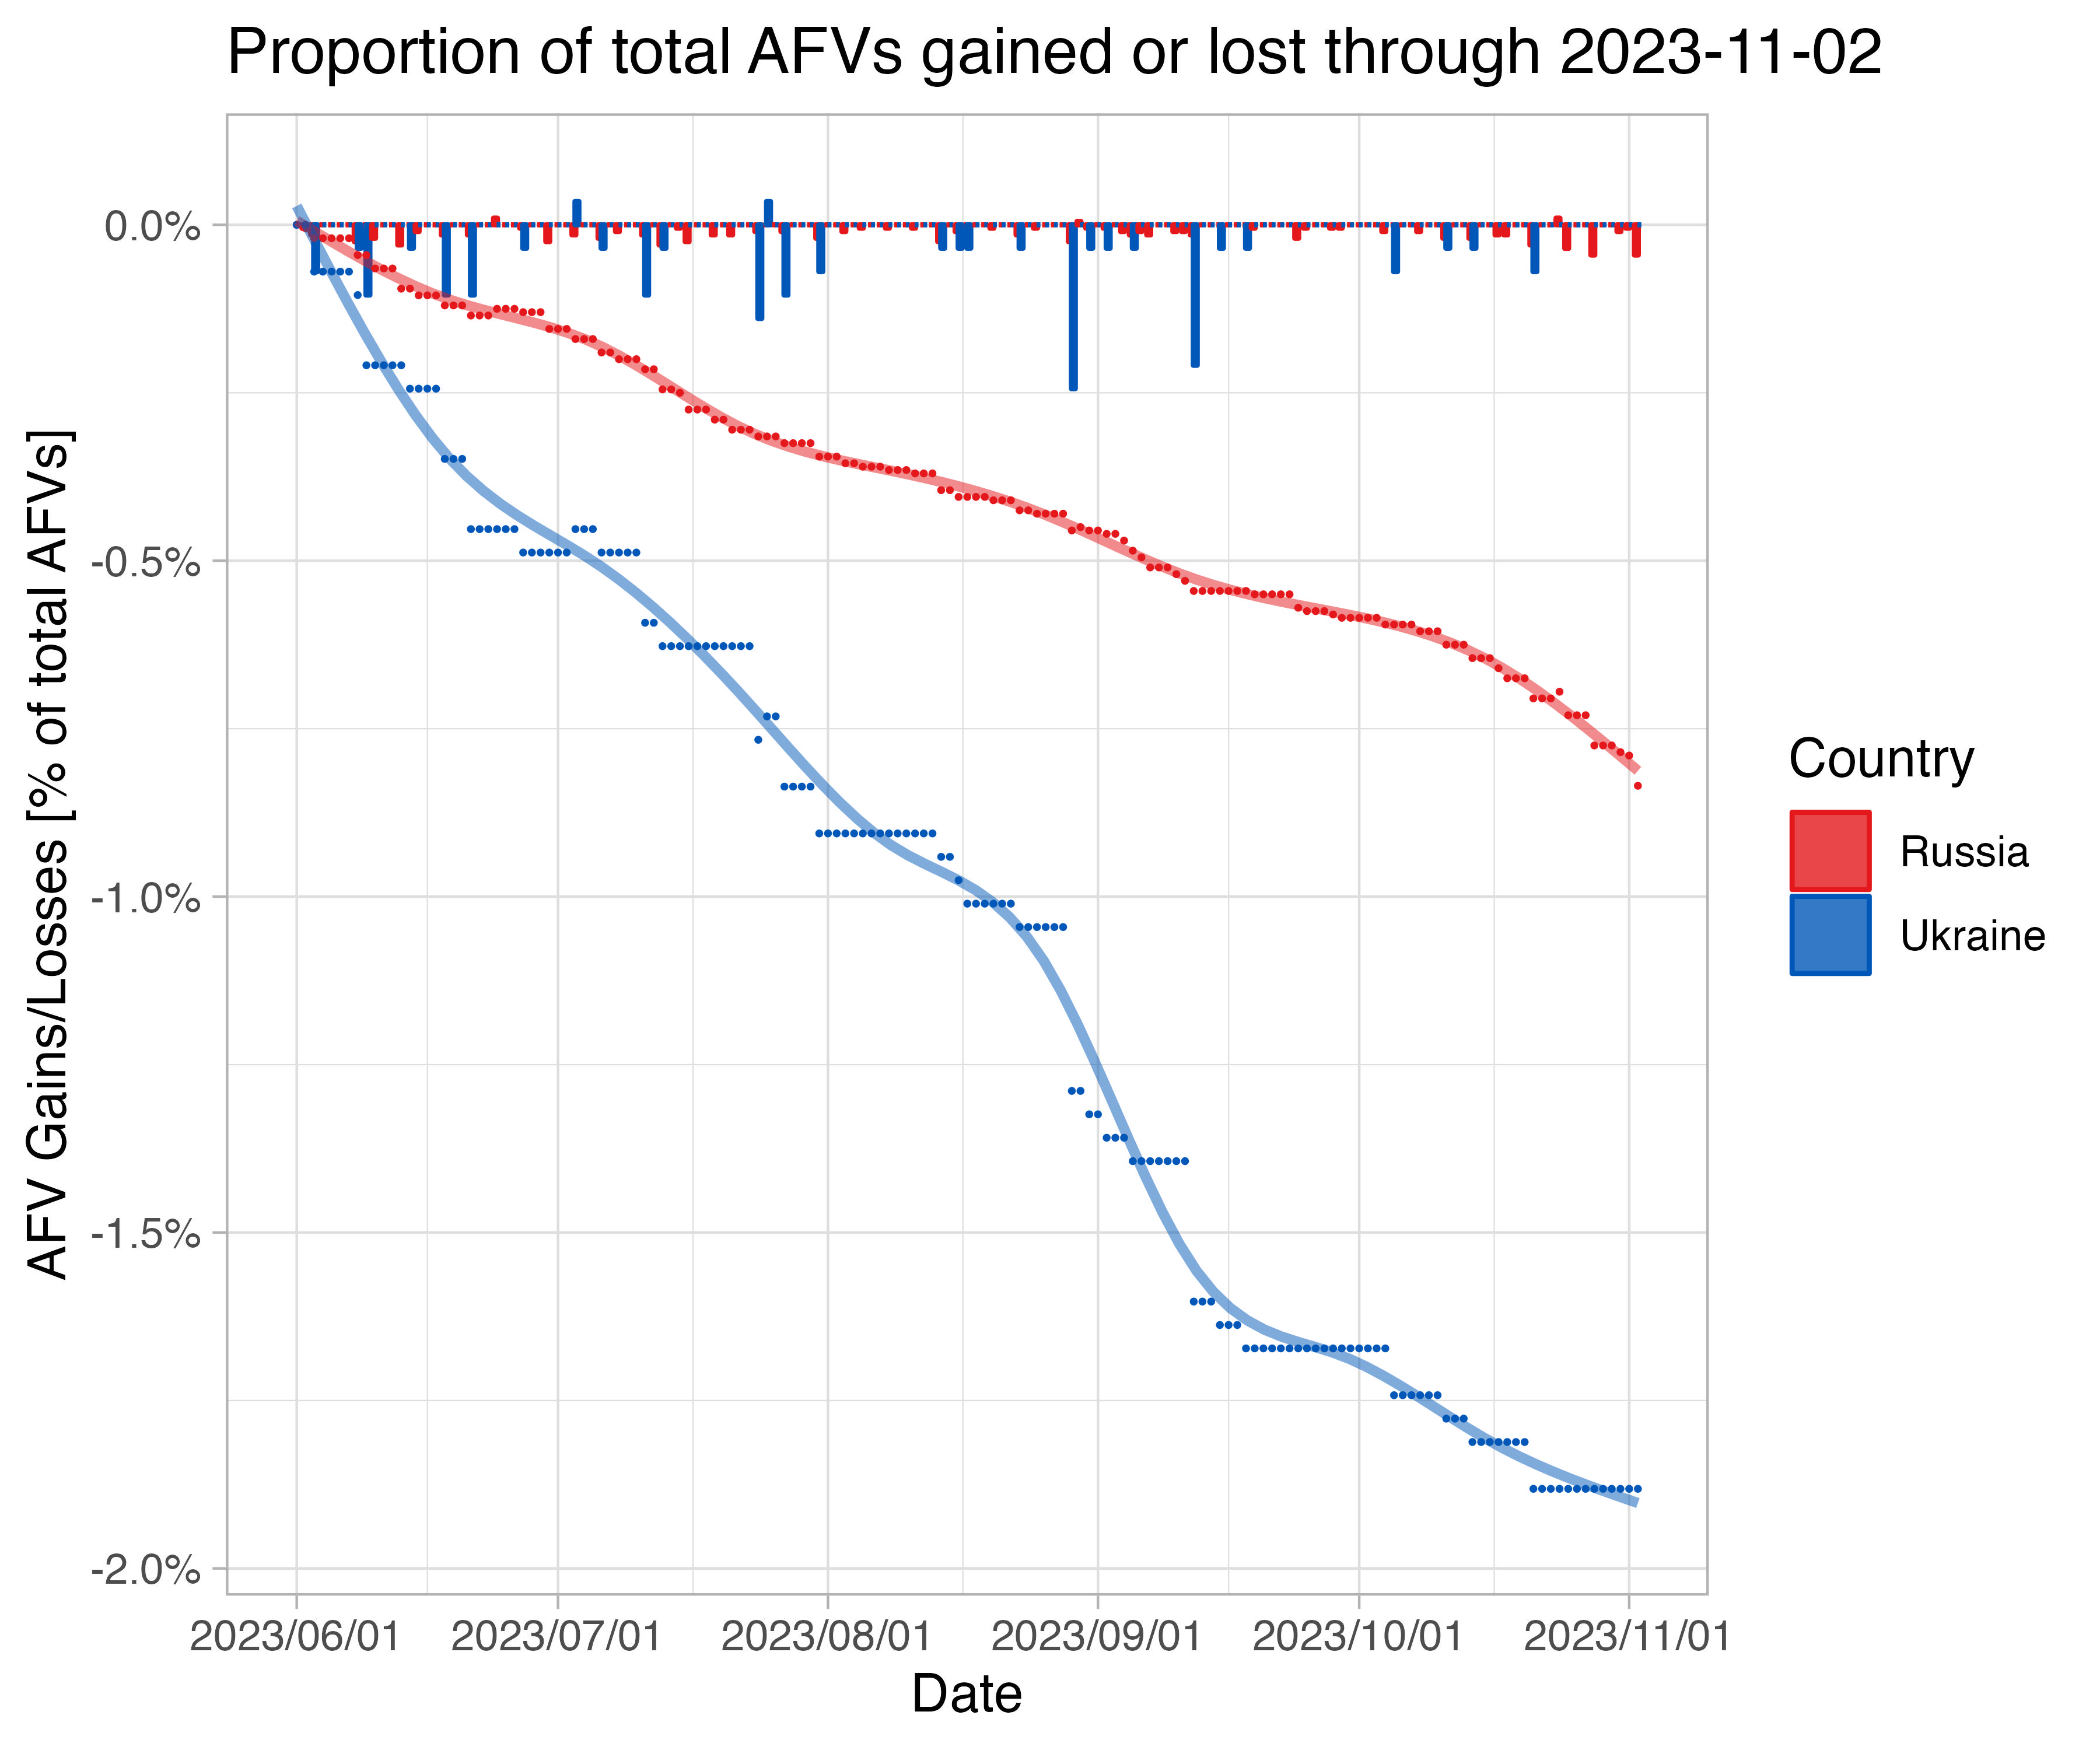 Proportion of total AFVs gained or lost through 2023-11-02
AFV Gains/Losses [% of total AFVs]
0.0%
-0.5%
-1.0%
-1.5%
-2.0%
2023/06/01
2023/07/01
2023/08/01
2023/09/01
2023/10/01
2023/11/01
Date
Country
Russia
Ukraine